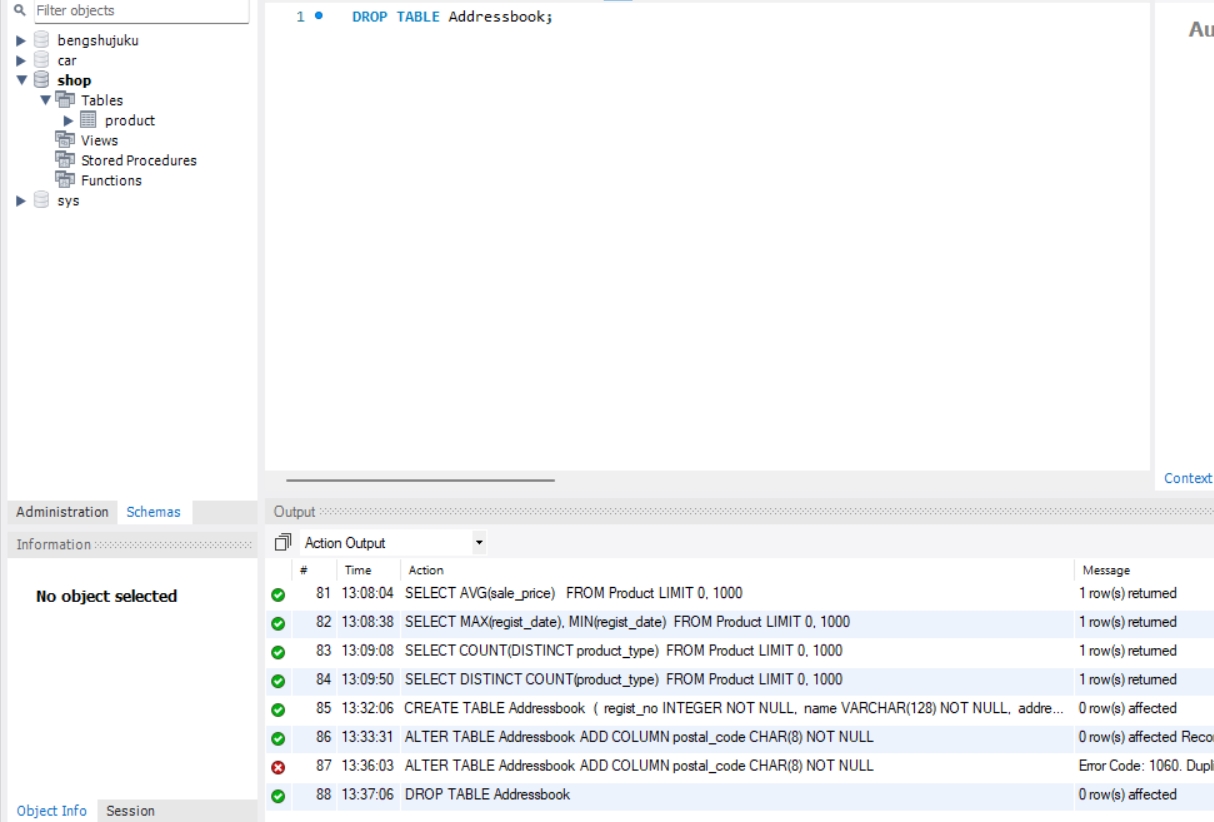 Filter objects
bengshujuku
car
shop
Tables
product
Views
Stored Procedures
Functions
sys
Administration Schemas
Information
No object selected
Object Info Session
1 DROP TABLE Addressbook;
Context
Output
Action Output
# Time Action Message
81 13:08:04 SELECT AVG(sale_price) FROM Product LIMIT 0, 1000 1 row(s) returned
82 13:08:38 SELECT MAX(regist_date), MIN(regist_date) FROM Product LIMIT 0, 1000 1 row(s) returned
83 13:09:08 SELECT COUNT(DISTINCT product_type) FROM Product LIMIT 0, 1000 1 row(s) returned
84 13:09:50 SELECT DISTINCT COUNT(product_type) FROM Product LIMIT 0, 1000 1 row(s) returned
85 13:32:06 CREATE TABLE Addressbook ( regist_no INTEGER NOT NULL, name VARCHAR(128) NOT NULL, addre... 0 row(s) affected
86 13:33:31 ALTER TABLE Addressbook ADD COLUMN postal_code CHAR(8) NOT NULL 0 row(s) affected Reco
87 13:36:03 ALTER TABLE Addressbook ADD COLUMN postal_code CHAR(8) NOT NULL Error Code: 1060. Dupl
88 13:37:06 DROP TABLE Addressbook 0 row(s) affected